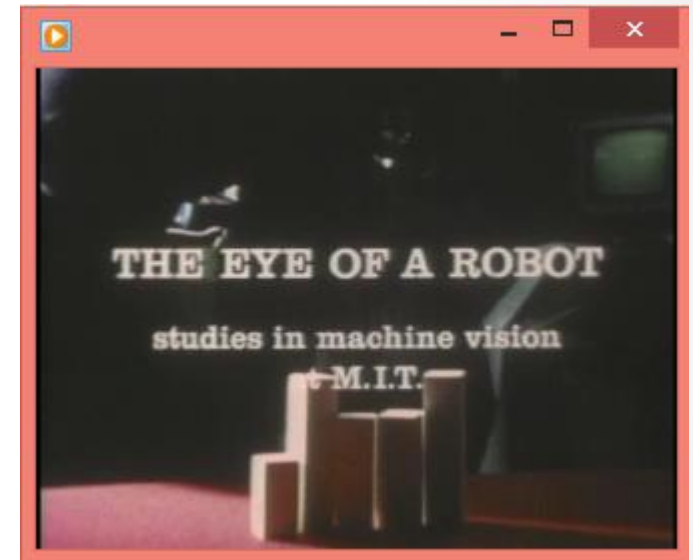 THE EYE OF A ROBOT
studies in machine vision
at M.I.T.